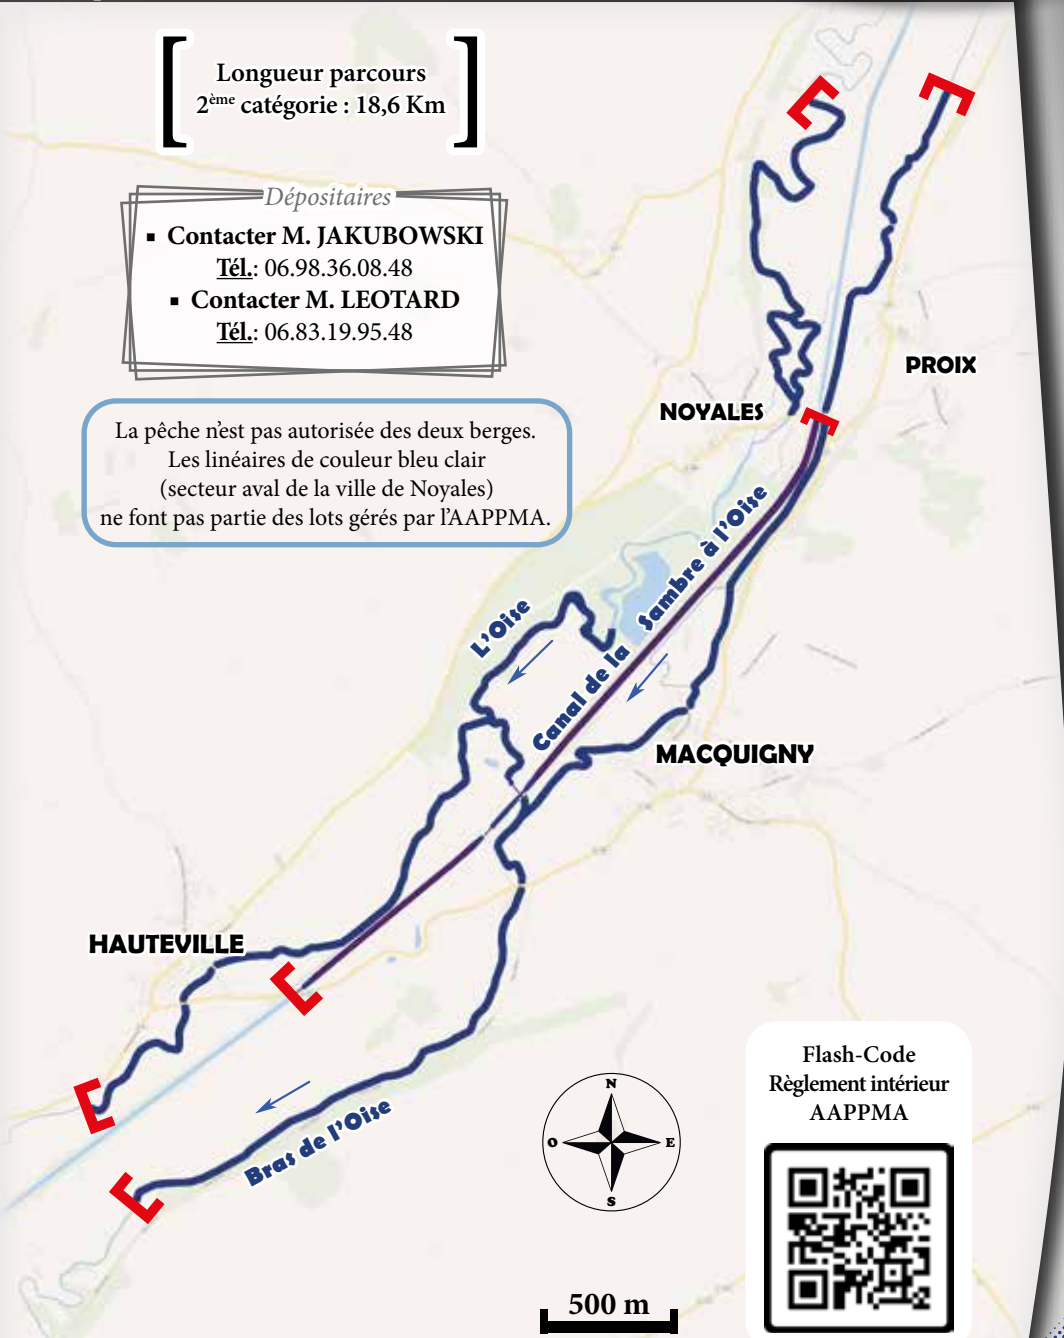 Longueur parcours
2ème catégorie : 18,6 Km
Dépositaires
▪ Contacter M. JAKUBOWSKI
Tél.: 06.98.36.08.48
▪ Contacter M. LEOTARD
Tél.: 06.83.19.95.48
La pêche n'est pas autorisée des deux berges.
Les linéaires de couleur bleu clair
(secteur aval de la ville de Noyales)
ne font pas partie des lots gérés par l'AAPPMA.
PROIX
NOYALES
Canal de la Sambre à l'Oise
L'Oise
MACQUIGNY
HAUTEVILLE
Bras de l'Oise
N
O
E
S
500 m
Flash-Code
Règlement intérieur
AAPPMA